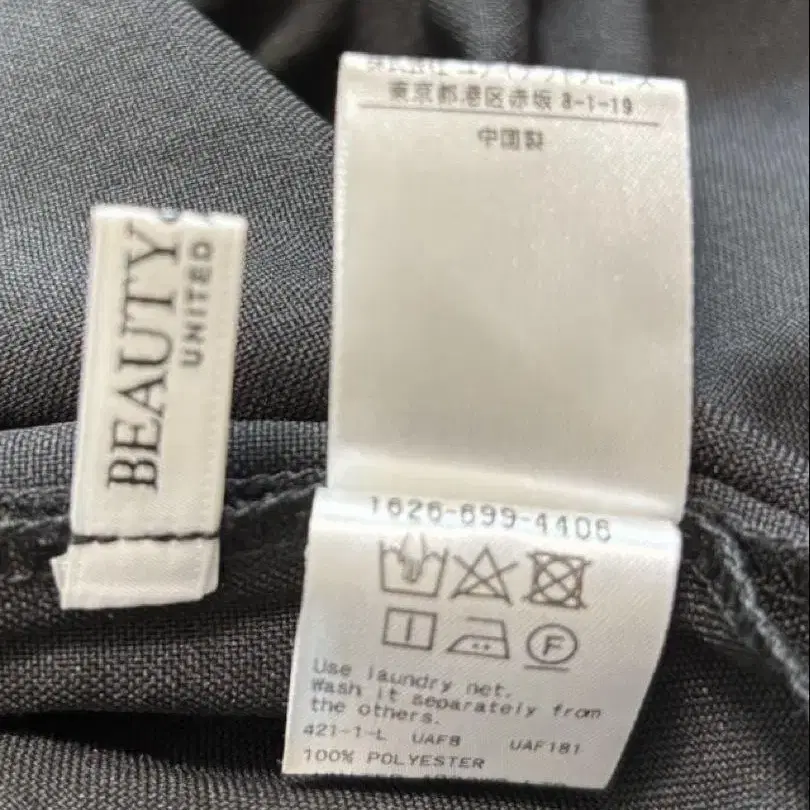 BEAUTY
UNITED
東京都港区赤坂 8-1-19
中国製
1626-699-4406
F
Use laundry net.
Wash it separately from
the others.
421-1-L UAF8 UAF181
100% POLYESTER